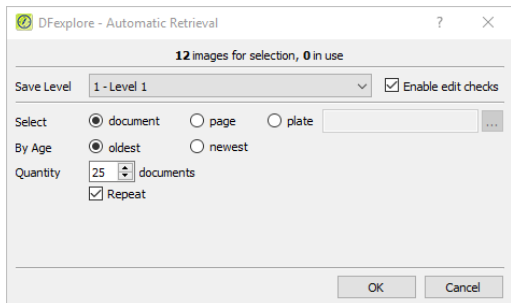 DFexplore - Automatic Retrieval ? ×
12 images for selection, 0 in use
Save Level 1 - Level 1 Enable edit checks
Select document page plate ...
By Age oldest newest
Quantity 25 documents
Repeat
OK Cancel